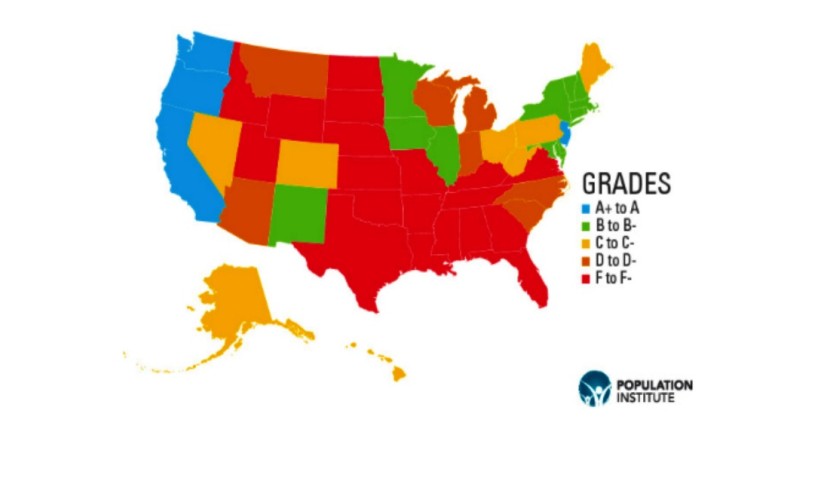 GRADES
A+ to A
B to B-
C to C-
D to D-
F to F-
POPULATION
INSTITUTE